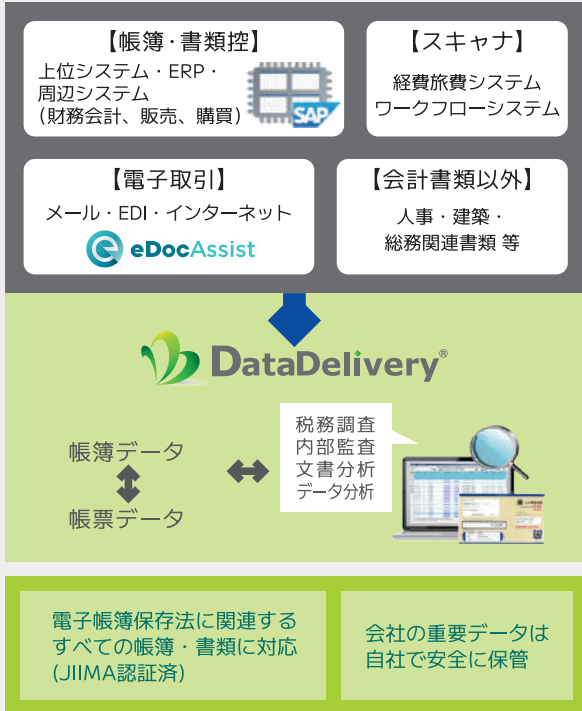 【帳簿・書類控】
上位システム・ERP・
周辺システム
(財務会計、販売、購買)
SAP
【スキャナ】
経費旅費システム
ワークフローシステム
【電子取引】
メール・EDI・インターネット
eDocAssist
【会計書類以外】
人事・建築・
総務関連書類 等
DataDelivery®
帳簿データ
帳票データ
税務調査
内部監査
文書分析
データ分析
電子帳簿保存法に関連する
すべての帳簿・書類に対応
(JIIMA認証済)
会社の重要データは
自社で安全に保管